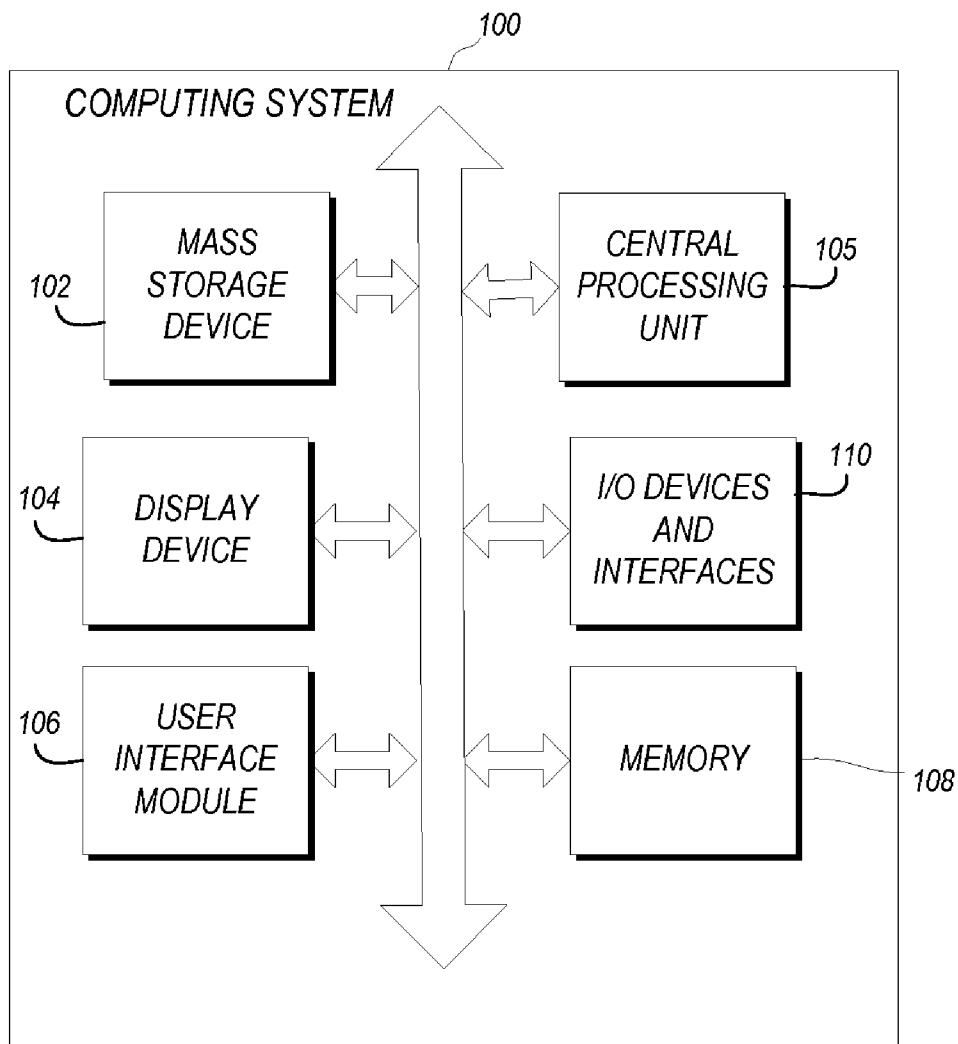 100
COMPUTING SYSTEM
MASS
STORAGE
DEVICE
102
CENTRAL
PROCESSING
UNIT
105
DISPLAY
DEVICE
104
I/O DEVICES
AND
INTERFACES
110
USER
INTERFACE
MODULE
106
MEMORY
108